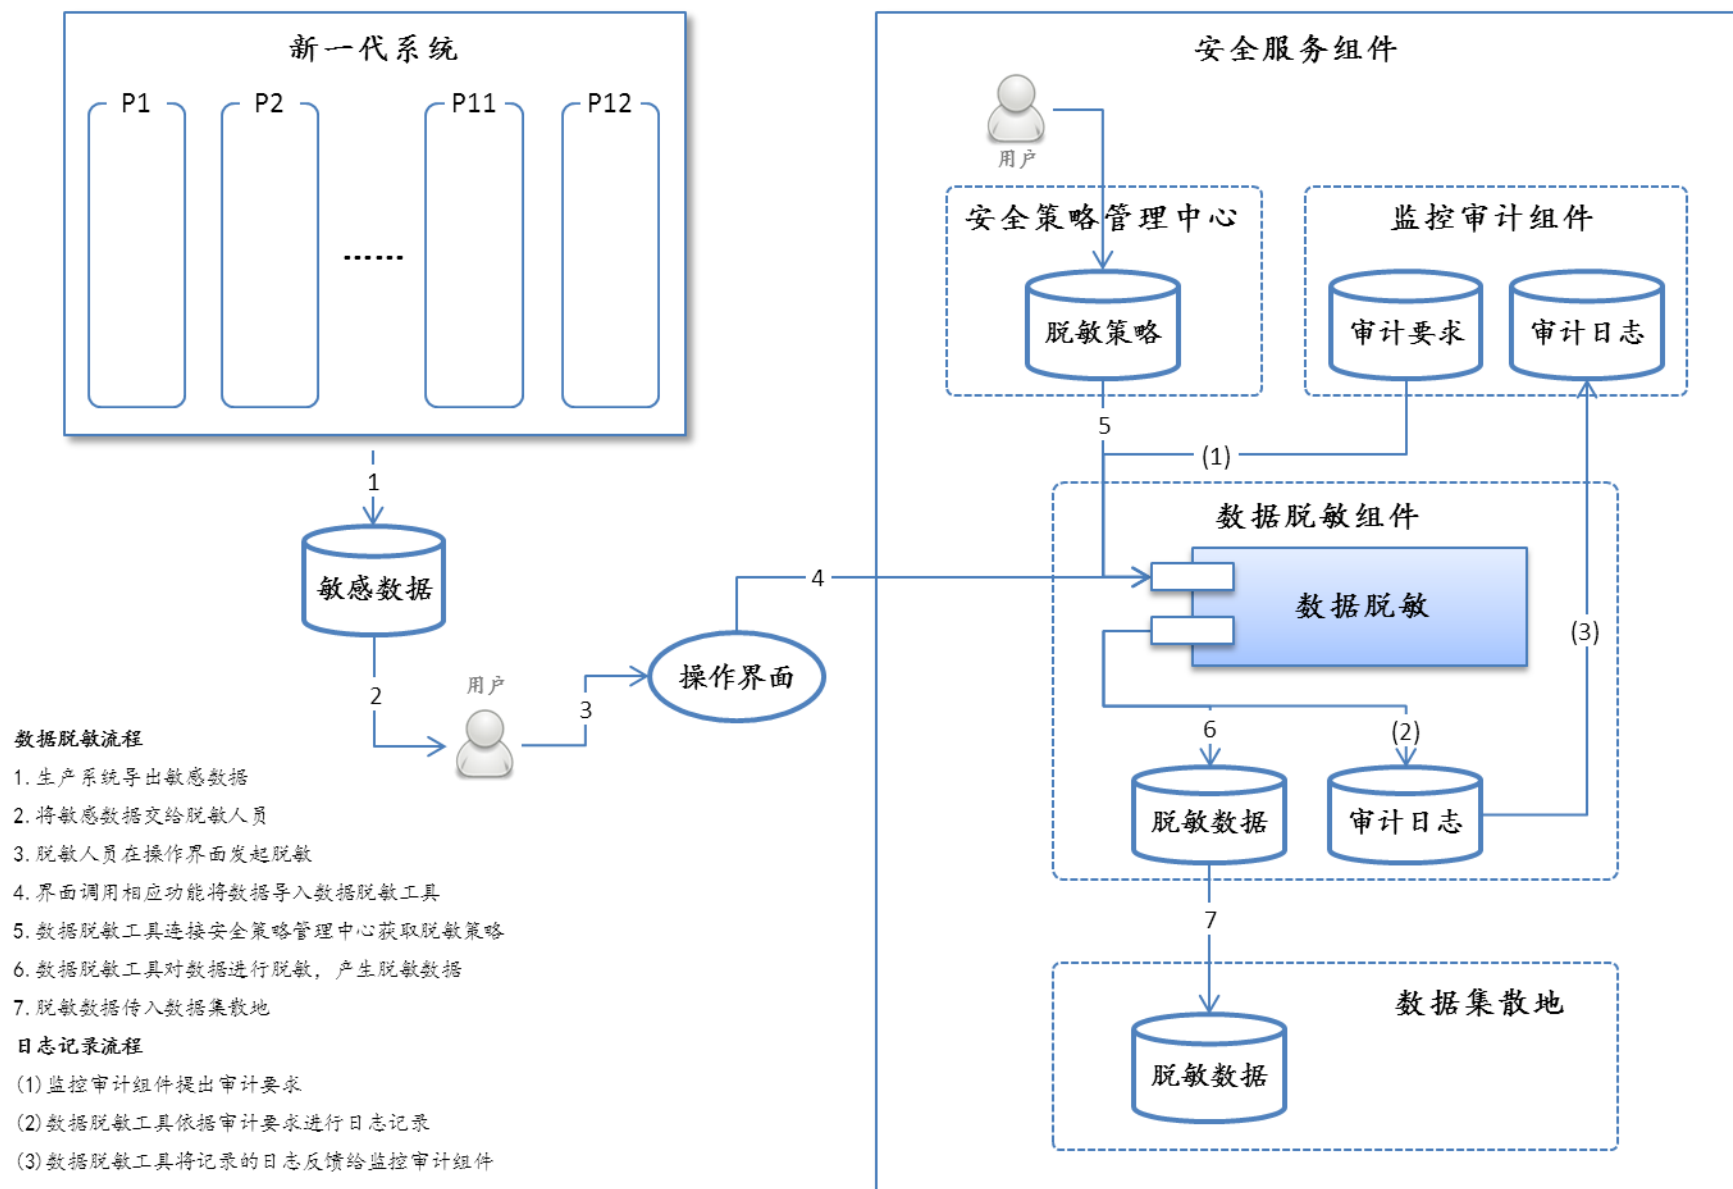 新一代系统
P1
P2
P11
P12
......
1
敏感数据
2
用户
3
操作界面
4
安全服务组件
用户
安全策略管理中心
脱敏策略
监控审计组件
审计要求
审计日志
5
(1)
数据脱敏组件
数据脱敏
(3)
6
(2)
脱敏数据
审计日志
7
数据集散地
脱敏数据
数据脱敏流程
1.生产系统导出敏感数据
2.将敏感数据交给脱敏人员
3.脱敏人员在操作界面发起脱敏
4.界面调用相应功能将数据导入数据脱敏工具
5.数据脱敏工具连接安全策略管理中心获取脱敏策略
6.数据脱敏工具对数据进行脱敏，产生脱敏数据
7.脱敏数据传入数据集散地
日志记录流程
(1)监控审计组件提出审计要求
(2)数据脱敏工具依据审计要求进行日志记录
(3)数据脱敏工具将记录的日志反馈给监控审计组件